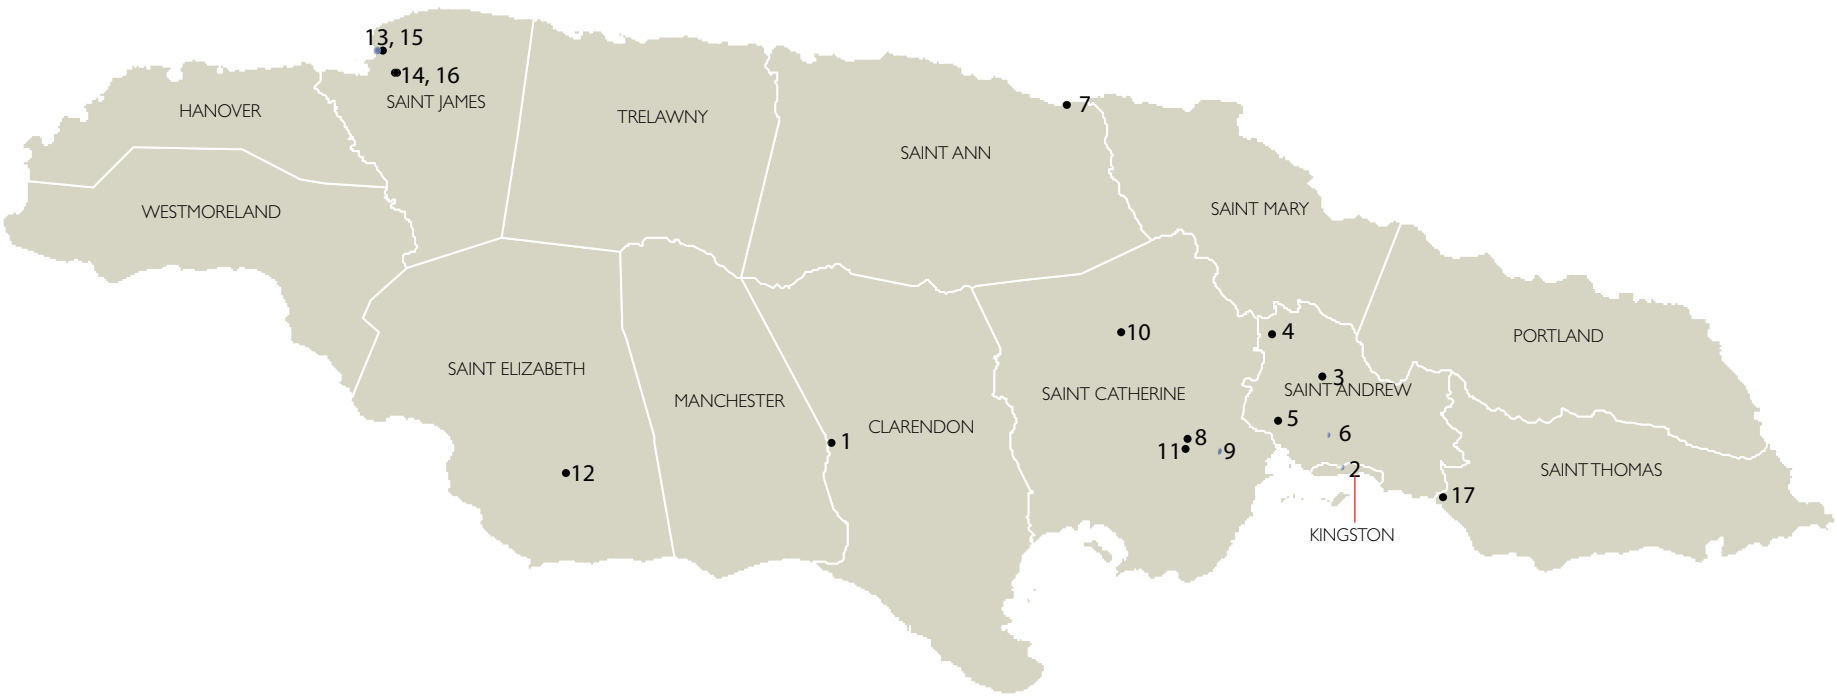 13, 15
14, 16
SAINT JAMES
HANOVER
TRELAWNY
7
SAINT ANN
WESTMORELAND
SAINT MARY
10
4
PORTLAND
SAINT ELIZABETH
3
SAINT ANDREW
SAINT CATHERINE
MANCHESTER
5
CLARENDON
1
8
6
11
9
12
2
SAINT THOMAS
17
KINGSTON